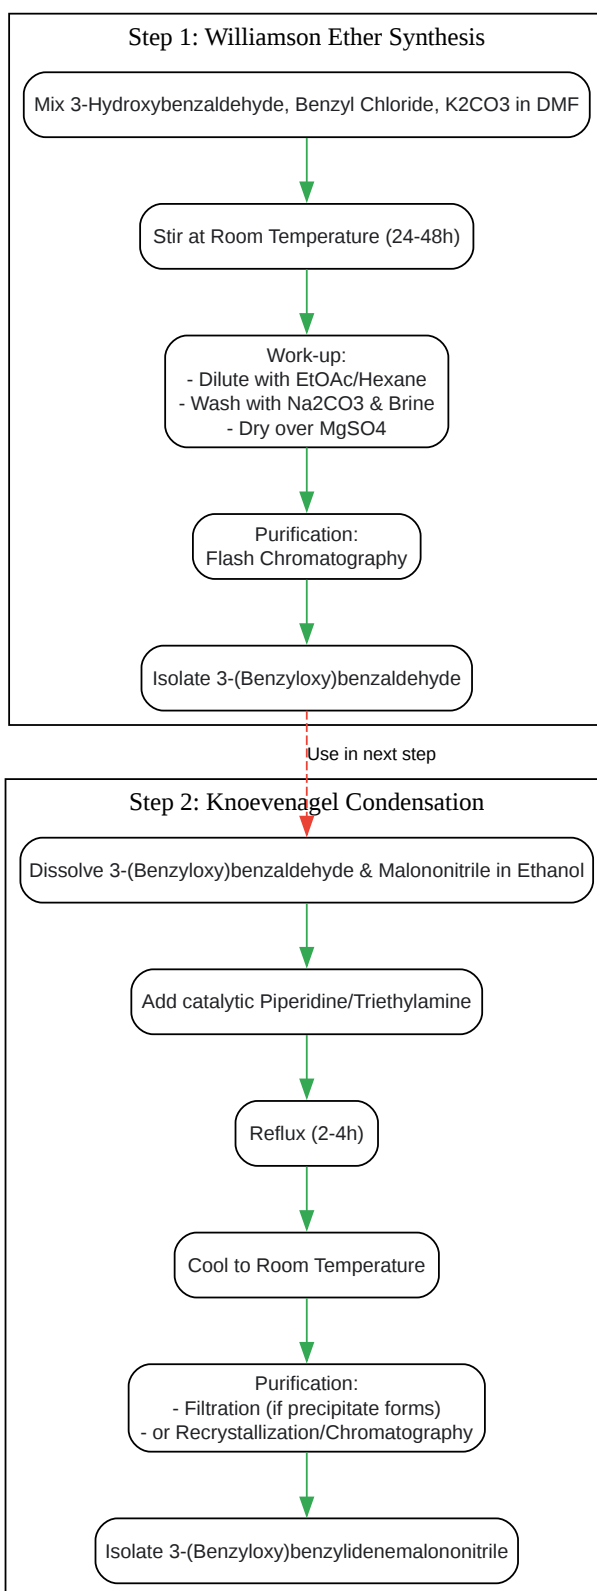 Step 1: Williamson Ether Synthesis
Mix 3-Hydroxybenzaldehyde, Benzyl Chloride, K2CO3 in DMF
Stir at Room Temperature (24-48h)
Work-up:
- Dilute with EtOAc/Hexane
- Wash with Na2CO3 & Brine
- Dry over MgSO4
Purification:
Flash Chromatography
Isolate 3-(Benzyloxy)benzaldehyde
Use in next step
Step 2: Knoevenagel Condensation
Dissolve 3-(Benzyloxy)benzaldehyde & Malononitrile in Ethanol
Add catalytic Piperidine/Triethylamine
Reflux (2-4h)
Cool to Room Temperature
Purification:
- Filtration (if precipitate forms)
- or Recrystallization/Chromatography
Isolate 3-(Benzyloxy)benzylidenemalononitrile